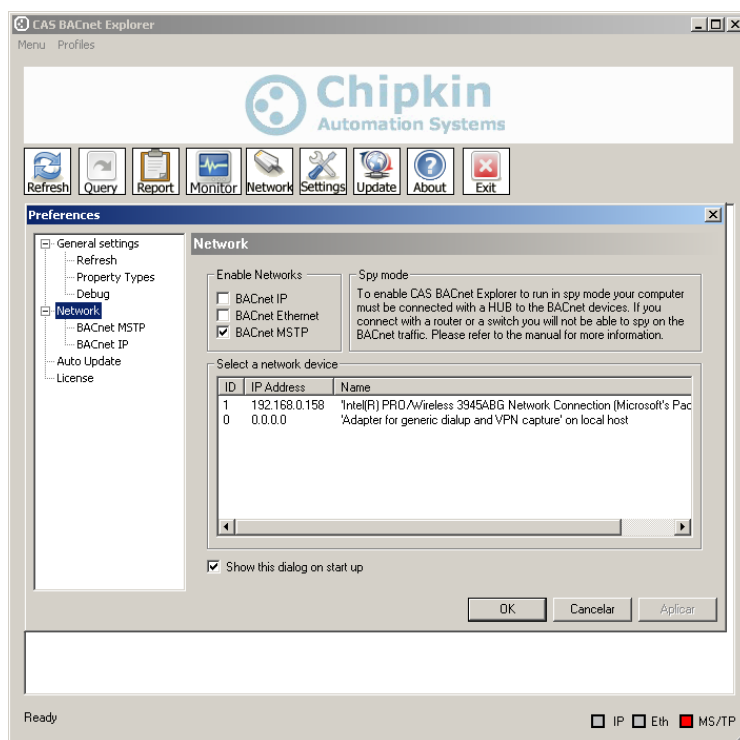 CAS BACnet Explorer
Menu Profiles
Chipkin
Automation Systems
Refresh Query Report Monitor Network Settings Update About Exit
Preferences
General settings
Refresh
Property Types
Debug
Network
BACnet MSTP
BACnet IP
Auto Update
License
Network
Enable Networks
BACnet IP
BACnet Ethernet
BACnet MSTP
Spy mode
To enable CAS BACnet Explorer to run in spy mode your computer
must be connected with a HUB to the BACnet devices. If you
connect with a router or a switch you will not be able to spy on the
BACnet traffic. Please refer to the manual for more information.
Select a network device
ID IP Address Name
1 192.168.0.158 'Intel(R) PRO/Wireless 3945ABG Network Connection (Microsoft's Pac
0 0.0.0.0 'Adapter for generic dialup and VPN capture' on local host
Show this dialog on start up
OK Cancelar Aplicar
Ready
IP Eth MS/TP